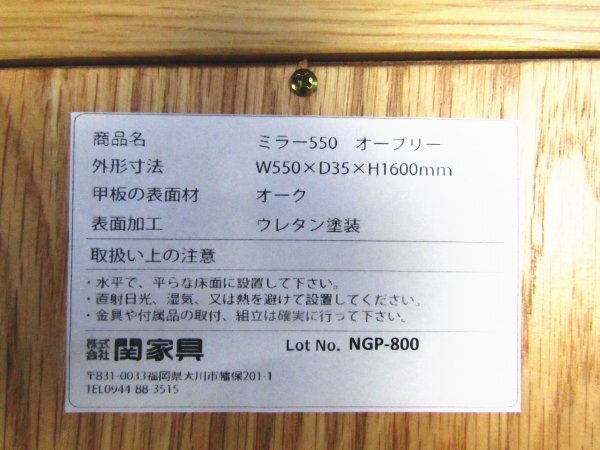 商品名 ミラー550 オーブリー
外形寸法 W550×D35×H1600mm
甲板の表面材 オーク
表面加工 ウレタン塗装
取扱い上の注意
・水平で、平らな床面に設置して下さい。
・直射日光、湿気、又は熱を避けて設置してください。
・金具や付属品の取付、組立は確実に行って下さい。
株式会社 関家具 Lot No. NGP-800
〒831-0033福岡県大川市幡保201-1
TEL0944-88-3515